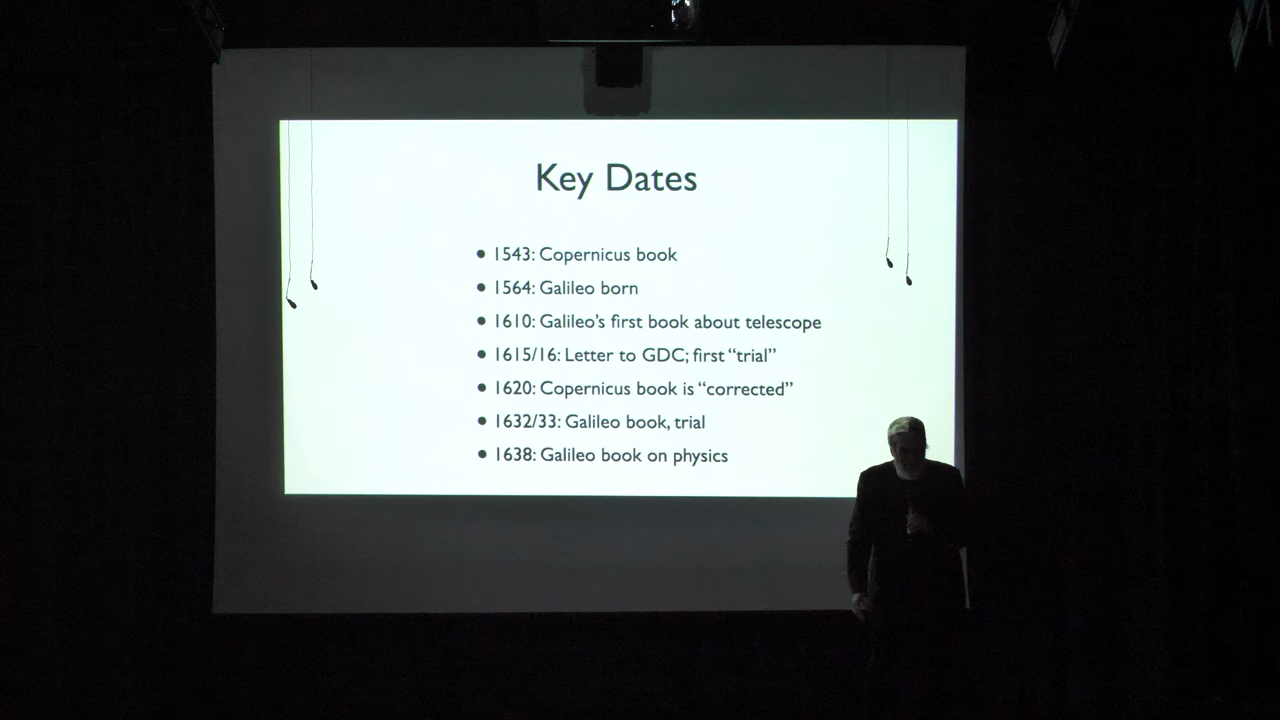 Key Dates
• 1543: Copernicus book
• 1564: Galileo born
• 1610: Galileo’s first book about telescope
• 1615/16: Letter to GDC; first “trial”
• 1620: Copernicus book is “corrected”
• 1632/33: Galileo book, trial
• 1638: Galileo book on physics